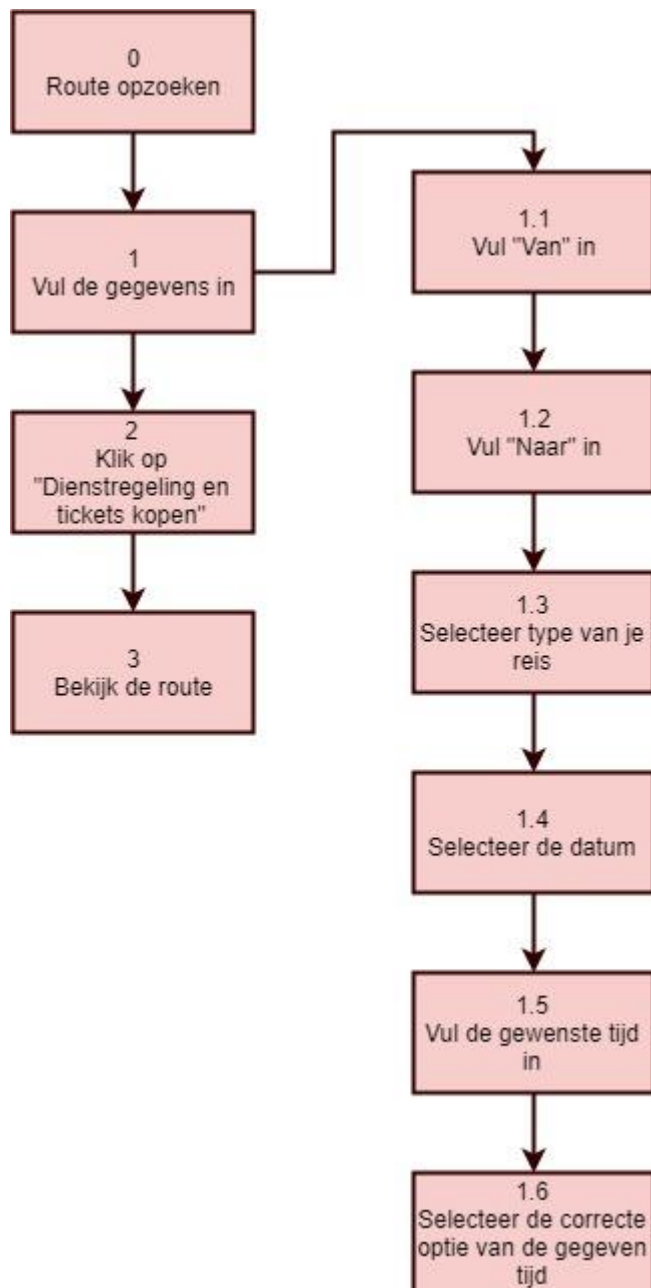 0
Route opzoeken
1
Vul de gegevens in
2
Klik op
"Dienstregeling en
tickets kopen"
3
Bekijk de route
1.1
Vul "Van" in
1.2
Vul "Naar" in
1.3
Selecteer type van je
reis
1.4
Selecteer de datum
1.5
Vul de gewenste tijd
in
1.6
Selecteer de correcte
optie van de gegeven
tijd